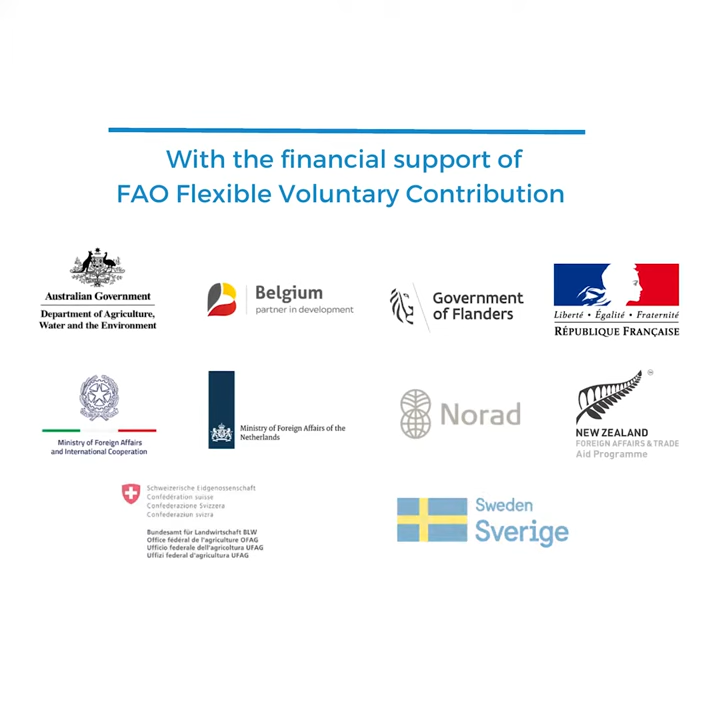 With the financial support of
FAO Flexible Voluntary Contribution
Australian Government
Department of Agriculture,
Water and the Environment
Belgium
partner in development
Government
of Flanders
Liberté • Égalité • Fraternité
RÉPUBLIQUE FRANÇAISE
Ministry of Foreign Affairs
and International Cooperation
Ministry of Foreign Affairs of the
Netherlands
Norad
TM
NEW ZEALAND
FOREIGN AFFAIRS & TRADE
Aid Programme
Schweizerische Eidgenossenschaft
Confédération suisse
Confederazione Svizzera
Confederaziun svizra
Bundesamt für Landwirtschaft BLW
Office fédéral de l'agriculture OFAG
Ufficio federale dell'agricoltura UFAG
Uffizi federal d'agricultura UFAG
Sweden
Sverige